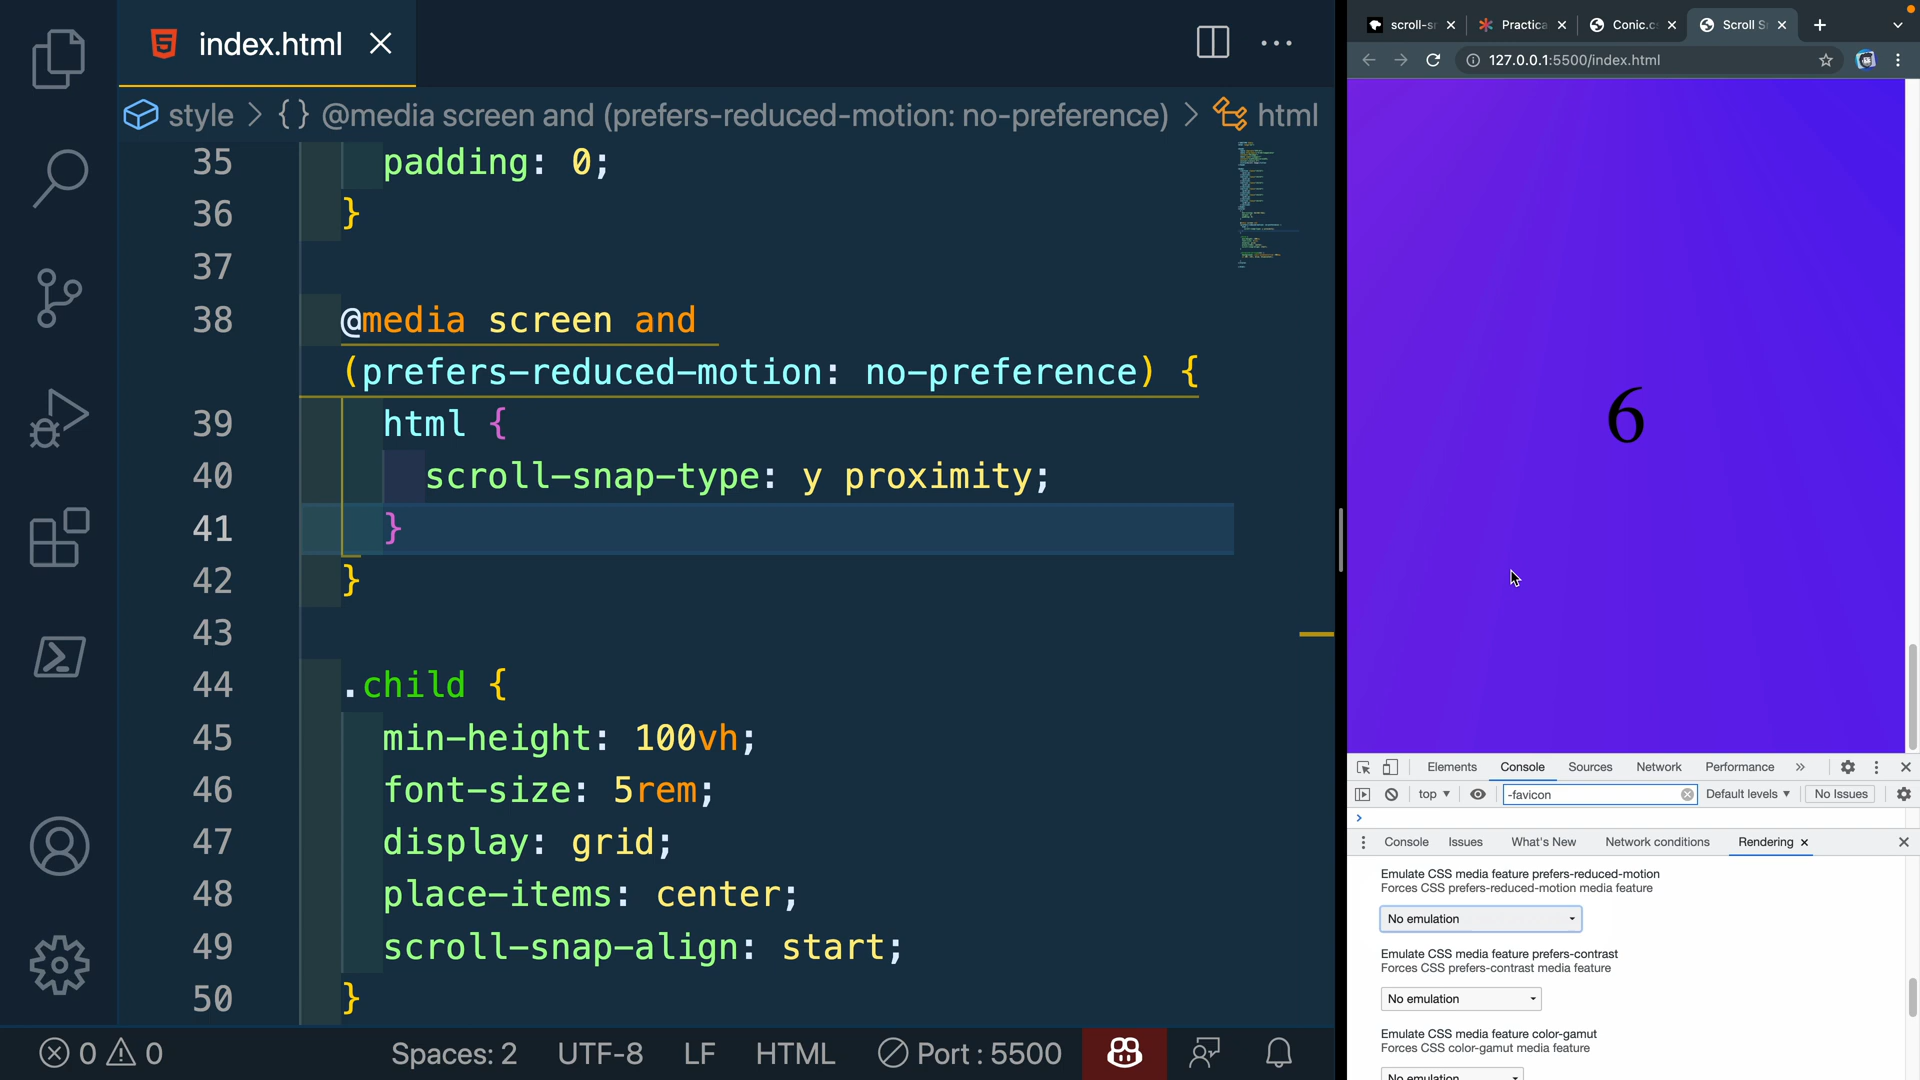 index.html
style > {} @media screen and (prefers-reduced-motion: no-preference) > html
35 padding: 0;
36 }
37
38 @media screen and
(prefers-reduced-motion: no-preference) {
39 html {
40 scroll-snap-type: y proximity;
41 }
42 }
43
44 .child {
45 min-height: 100vh;
46 font-size: 5rem;
47 display: grid;
48 place-items: center;
49 scroll-snap-align: start;
50 }
0 0 Spaces: 2 UTF-8 LF HTML Port : 5500
scroll-s Practica Conic.c Scroll S
127.0.0.1:5500/index.html
6
Elements Console Sources Network Performance »
top -favicon Default levels No Issues
Console Issues What's New Network conditions Rendering
Emulate CSS media feature prefers-reduced-motion
Forces CSS prefers-reduced-motion media feature
No emulation
Emulate CSS media feature prefers-contrast
Forces CSS prefers-contrast media feature
No emulation
Emulate CSS media feature color-gamut
Forces CSS color-gamut media feature
No emulation